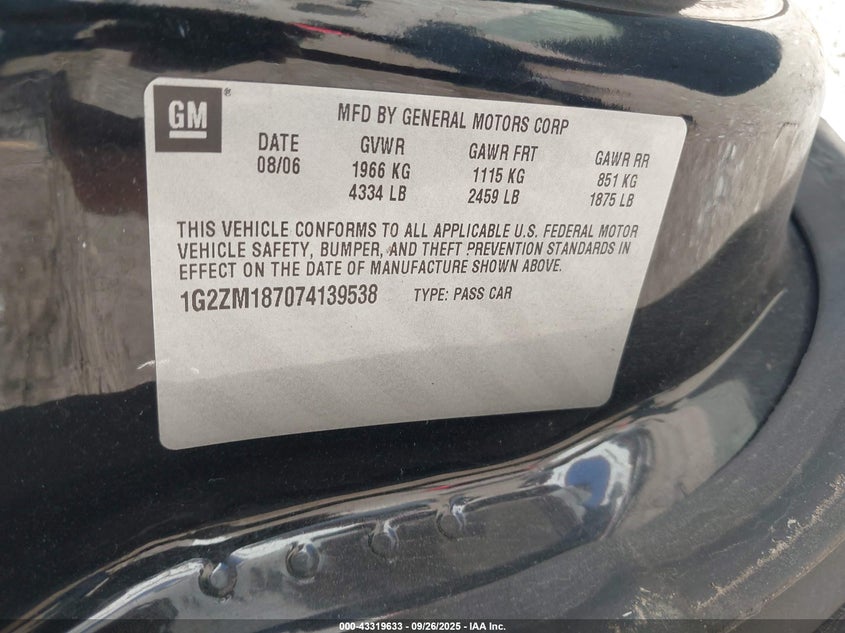 GM® MFD BY GENERAL MOTORS CORP
DATE GVWR GAWR FRT GAWR RR
08/06 1966 KG 1115 KG 851 KG
4334 LB 2459 LB 1875 LB
THIS VEHICLE CONFORMS TO ALL APPLICABLE U.S. FEDERAL MOTOR
VEHICLE SAFETY, BUMPER, AND THEFT PREVENTION STANDARDS IN
EFFECT ON THE DATE OF MANUFACTURE SHOWN ABOVE.
1G2ZM187074139538 TYPE: PASS CAR
000-43319633 - 09/26/2025 - IAA Inc.